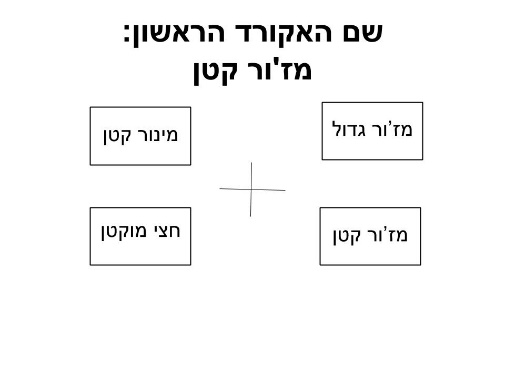 שם האקורד הראשון:
מז'ור קטן
מז'ור גדול
מינור קטן
מז'ור קטן
חצי מוקטן